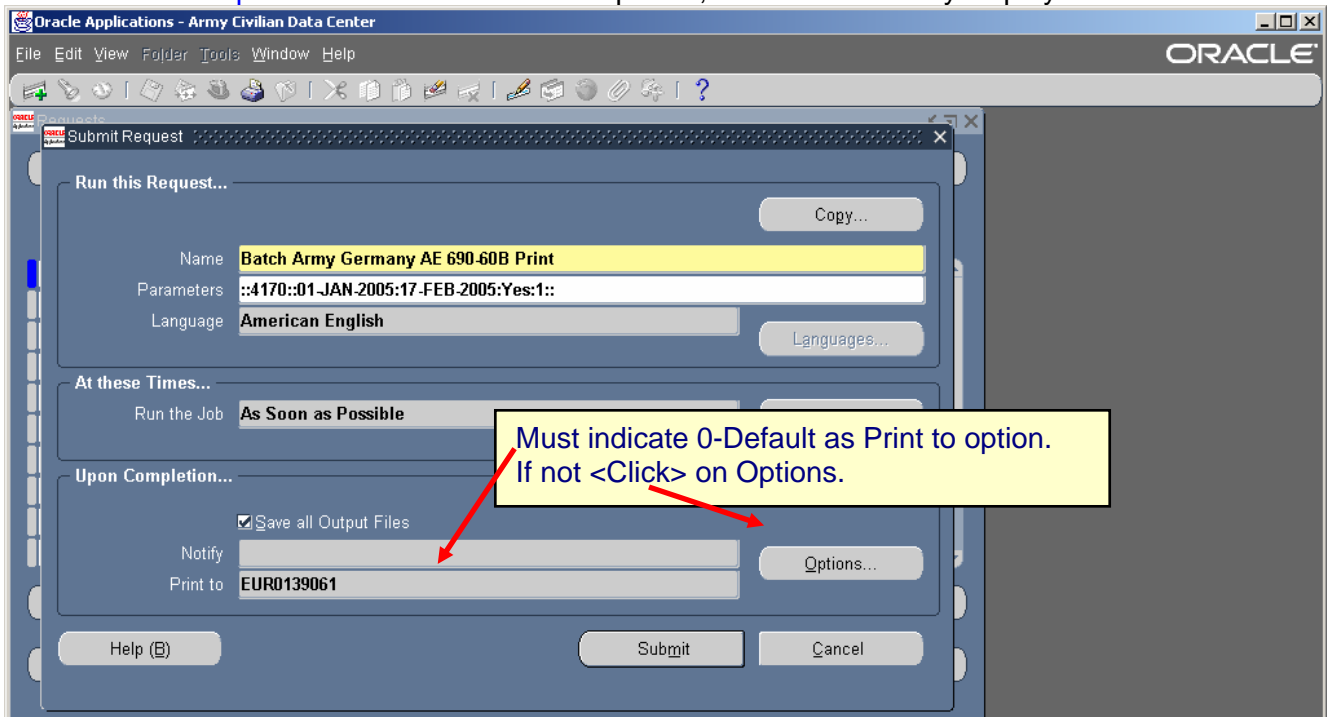 Oracle Applications - Army Civilian Data Center
File Edit View Folder Tools Window Help
ORACLE
Requests
Submit Request
Run this Request...
Copy...
Name Batch Army Germany AE 690-60B Print
Parameters ::4170::01-JAN-2005:17-FEB-2005:Yes:1::
Language American English
Languages...
At these Times...
Run the Job As Soon as Possible
Must indicate 0-Default as Print to option.
If not <Click> on Options.
Upon Completion...
Save all Output Files
Notify
Options...
Print to EUR0139061
Help (B) Submit Cancel